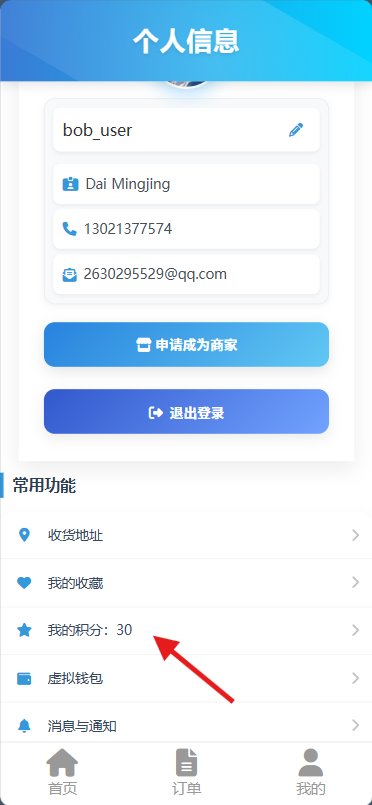 个人信息
bob_user
Dai Mingjing
13021377574
2630295529@qq.com
申请成为商家
退出登录
常用功能
收货地址
我的收藏
我的积分：30
虚拟钱包
消息与通知
首页 订单 我的